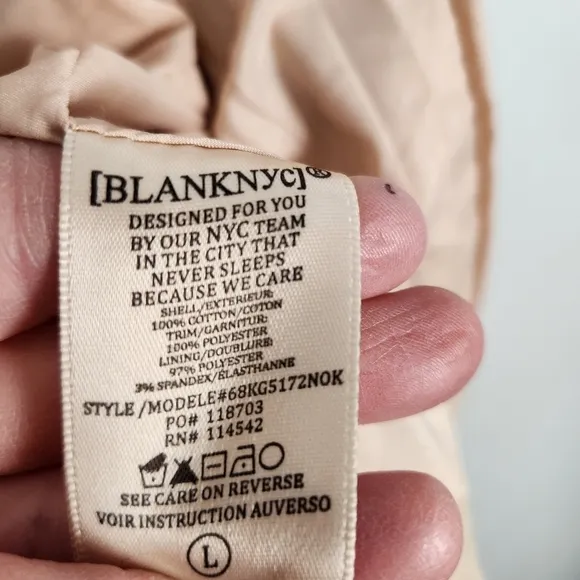 [BLANKNYC]®
DESIGNED FOR YOU
BY OUR NYC TEAM
IN THE CITY THAT
NEVER SLEEPS
BECAUSE WE CARE
SHELL/EXTERIEUR:
100% COTTON/COTON
TRIM/GARNITUR:
100% POLYESTER
LINING/DOUBLURE:
97% POLYESTER
3% SPANDEX/ÉLASTHANNE
STYLE/MODELE#68KG5172NOK
PO# 118703
RN# 114542
SEE CARE ON REVERSE
VOIR INSTRUCTION AUVERSO
L